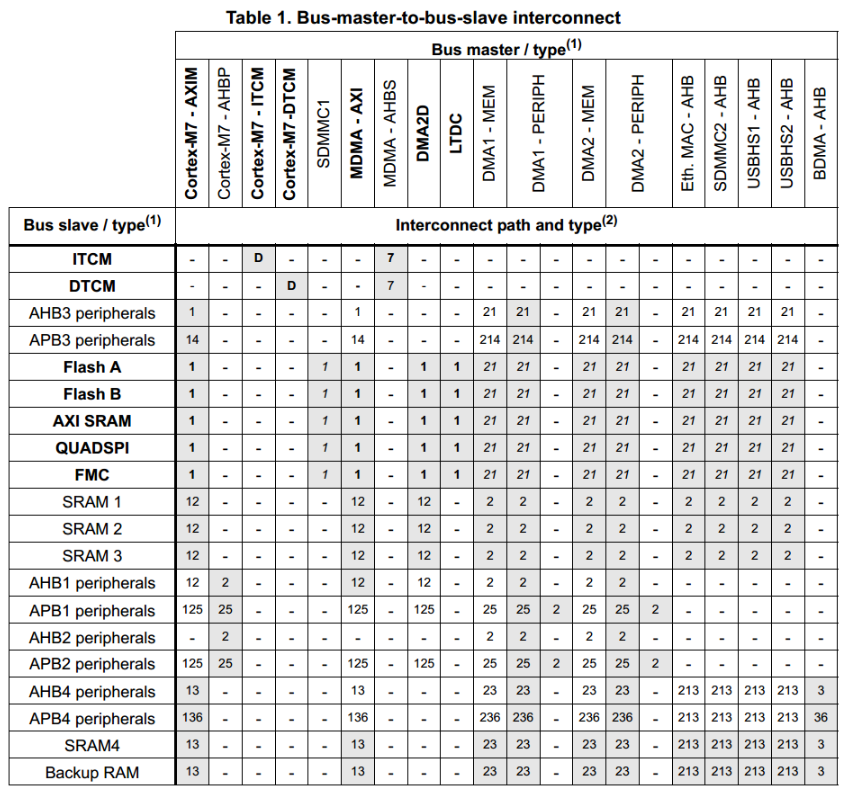 Table 1. Bus-master-to-bus-slave interconnect
Bus master / type(1)
Cortex-M7 - AXIM Cortex-M7 - AHBP Cortex-M7 - ITCM Cortex-M7 -DTCM SDMMC1 MDMA - AXI MDMA - AHBS DMA2D LTDC DMA1 - MEM DMA1 - PERIPH DMA2 - MEM DMA2 - PERIPH Eth. MAC - AHB SDMMC2 - AHB USBHS1 - AHB USBHS2 - AHB BDMA - AHB
Bus slave / type(1) Interconnect path and type(2)
ITCM - - D - - - 7 - - - - - - - - - - - - -
DTCM - - - D - - 7 - - - - - - - - - - - - -
AHB3 peripherals 1 - - - - 1 - - - 21 21 - 21 21 - 21 21 21 21 -
APB3 peripherals 14 - - - - 14 - - - 214 214 - 214 214 - 214 214 214 214 -
Flash A 1 - - - 1 1 - 1 1 21 21 - 21 21 - 21 21 21 21 -
Flash B 1 - - - 1 1 - 1 1 21 21 - 21 21 - 21 21 21 21 -
AXI SRAM 1 - - - 1 1 - 1 1 21 21 - 21 21 - 21 21 21 21 -
QUADSPI 1 - - - 1 1 - 1 1 21 21 - 21 21 - 21 21 21 21 -
FMC 1 - - - 1 1 - 1 1 21 21 - 21 21 - 21 21 21 21 -
SRAM 1 12 - - - - 12 - 12 - 2 2 - 2 2 - 2 2 2 2 -
SRAM 2 12 - - - - 12 - 12 - 2 2 - 2 2 - 2 2 2 2 -
SRAM 3 12 - - - - 12 - 12 - 2 2 - 2 2 - 2 2 2 2 -
AHB1 peripherals 12 2 - - - 12 - 12 - 2 2 - 2 2 - - - - - -
APB1 peripherals 125 25 - - - 125 - 125 - 25 25 2 25 25 2 - - - - -
AHB2 peripherals - 2 - - - - - - - 2 2 - 2 2 - - - - - -
APB2 peripherals 125 25 - - - 125 - 125 - 25 25 2 25 25 2 - - - - -
AHB4 peripherals 13 - - - - 13 - - - 23 23 - 23 23 - 213 213 213 213 3
APB4 peripherals 136 - - - - 136 - - - 236 236 - 236 236 - 213 213 213 213 36
SRAM4 13 - - - - 13 - - - 23 23 - 23 23 - 213 213 213 213 3
Backup RAM 13 - - - - 13 - - - 23 23 - 23 23 - 213 213 213 213 3